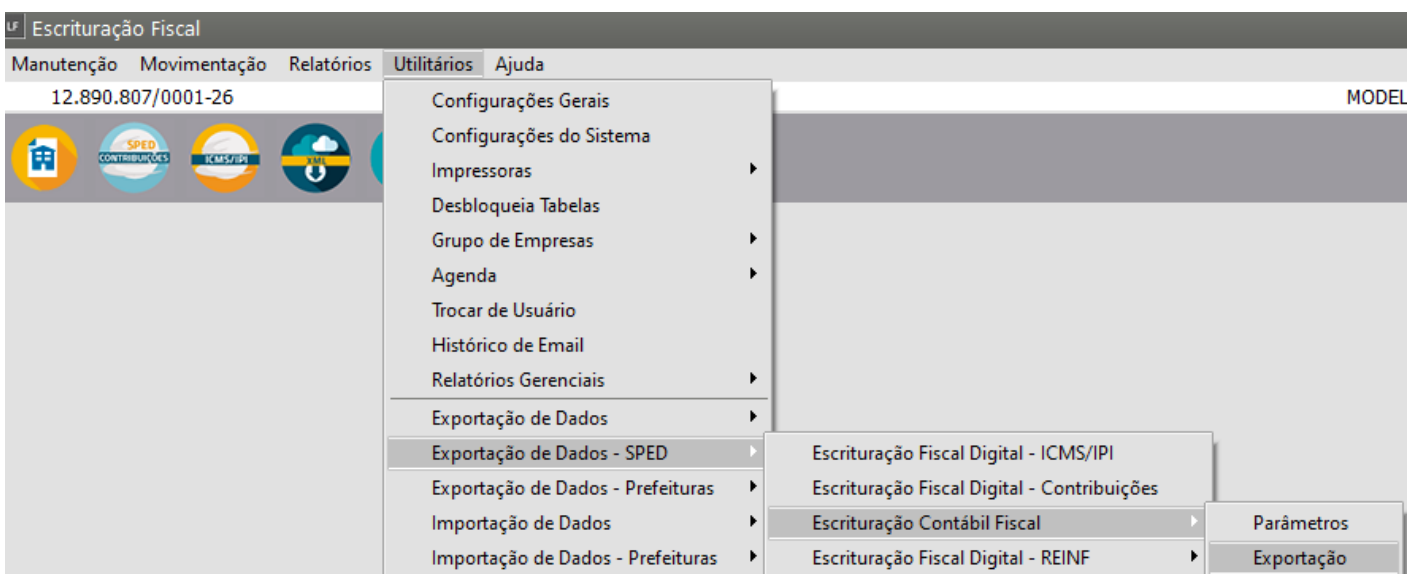 LF Escrituração Fiscal
Manutenção Movimentação Relatórios Utilitários Ajuda
12.890.807/0001-26 MODEL
SPED CONTRIBUIÇÕES ICMS/IPI XML
Configurações Gerais
Configurações do Sistema
Impressoras
Desbloqueia Tabelas
Grupo de Empresas
Agenda
Trocar de Usuário
Histórico de Email
Relatórios Gerenciais
Exportação de Dados
Exportação de Dados - SPED
Exportação de Dados - Prefeituras
Importação de Dados
Importação de Dados - Prefeituras
Escrituração Fiscal Digital - ICMS/IPI
Escrituração Fiscal Digital - Contribuições
Escrituração Contábil Fiscal
Escrituração Fiscal Digital - REINF
Parâmetros
Exportação